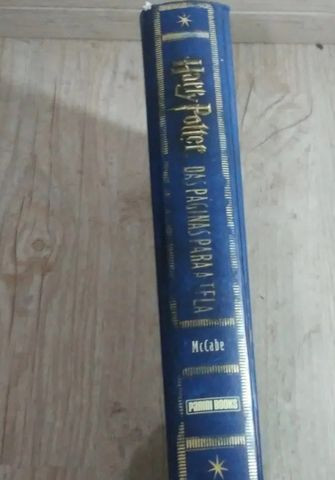 Harry Potter
DAS PÁGINAS PARA A TELA
McCabe
PANINI BOOKS